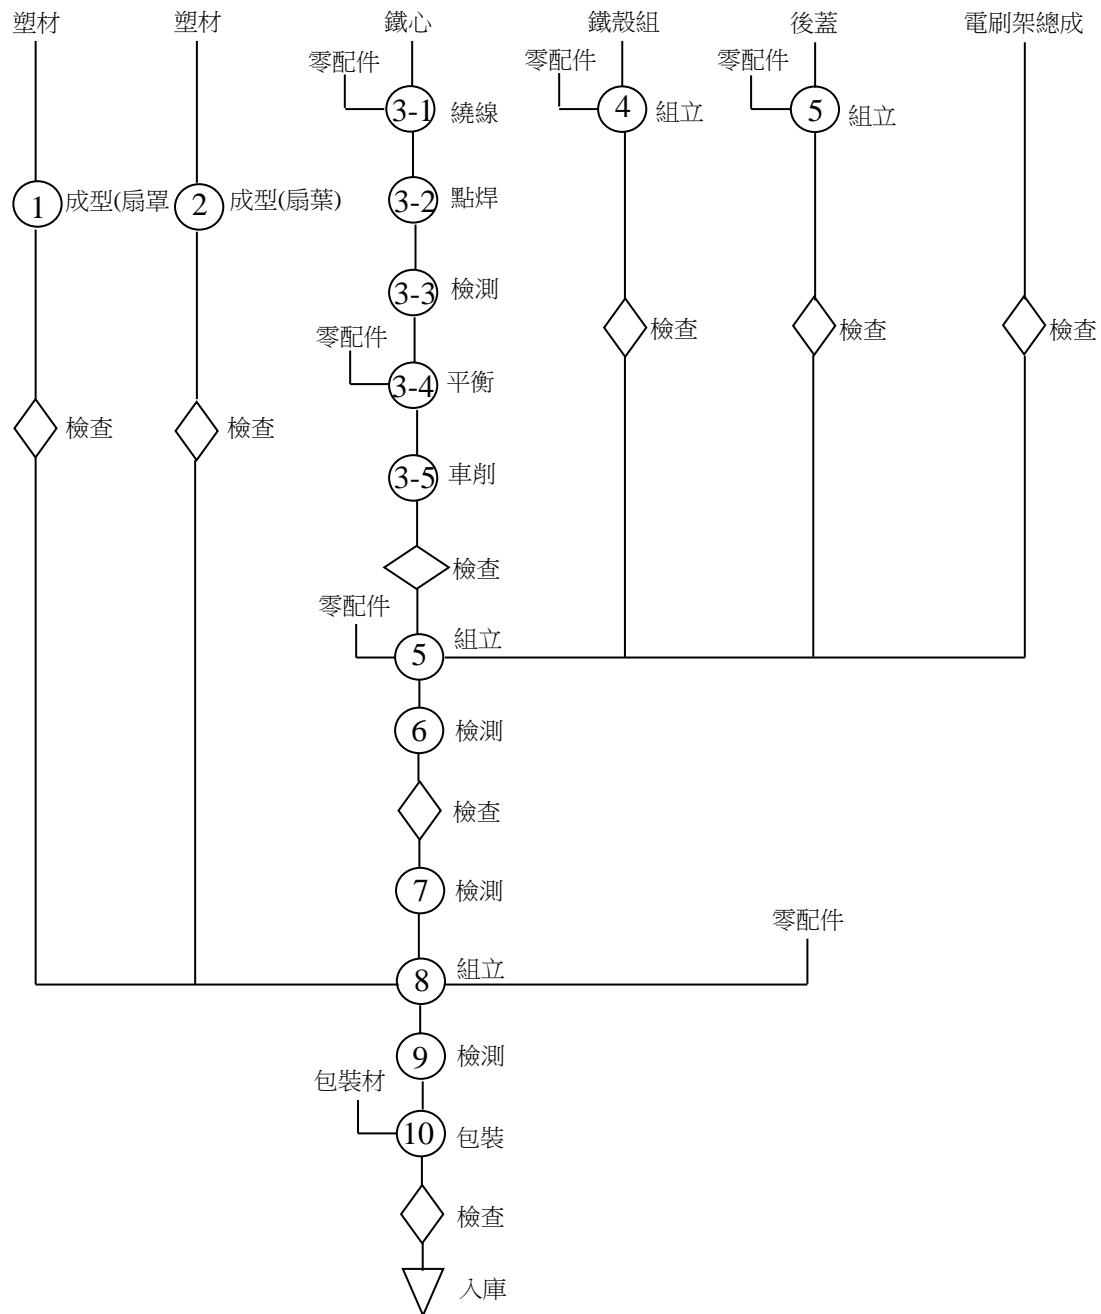 塑材
塑材
鐵心
鐵殼組
後蓋
電刷架總成
零配件
零配件
零配件
3-1
繞線
4
組立
5
組立
1
成型(扇罩
2
成型(扇葉)
3-2
點焊
3-3
檢測
檢查
檢查
檢查
零配件
3-4
平衡
檢查
檢查
3-5
車削
檢查
零配件
5
組立
6
檢測
檢查
7
檢測
零配件
8
組立
9
檢測
包裝材
10
包裝
檢查
入庫